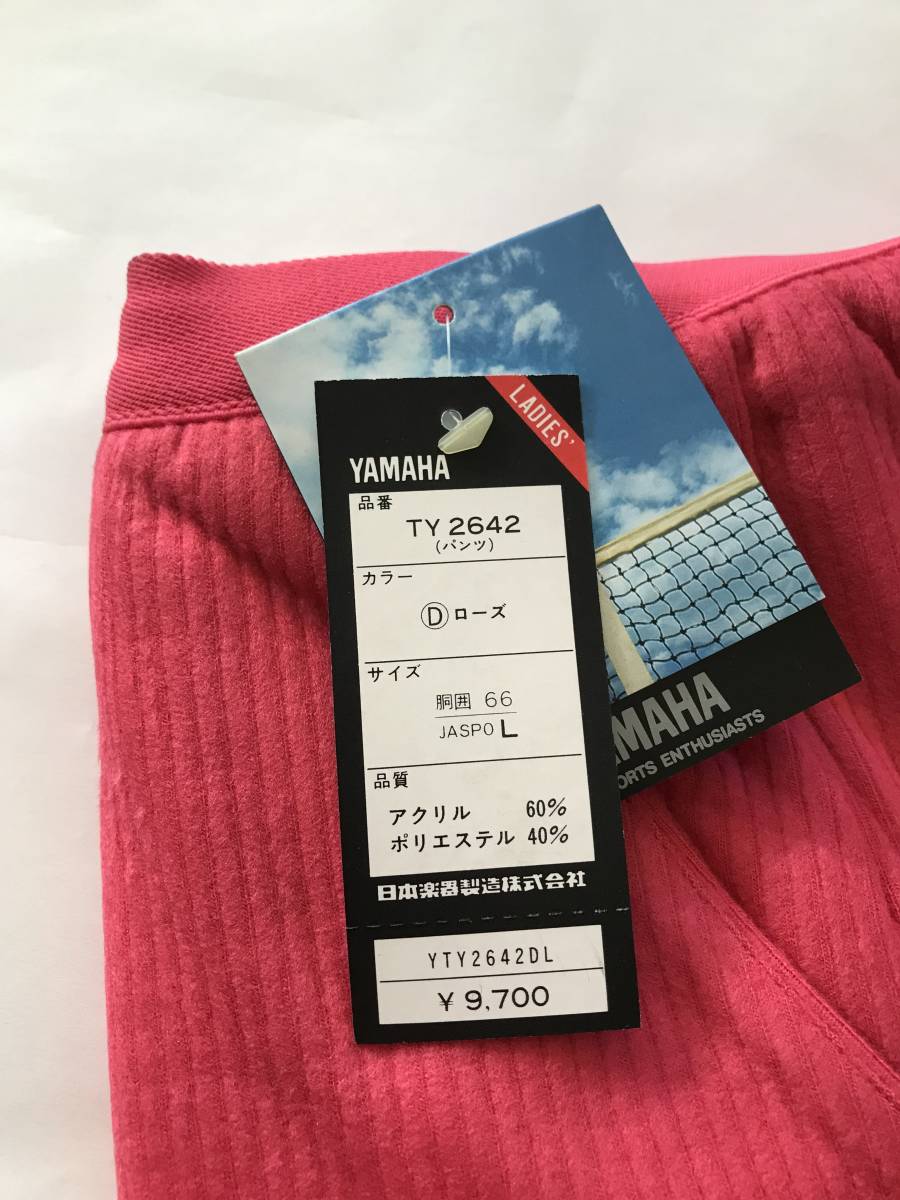 LADIES'
YAMAHA
品番
TY 2642
(パンツ)
カラー
Ⓓ ローズ
サイズ
胴囲 66
JASPO L
品質
アクリル 60%
ポリエステル 40%
日本楽器製造株式会社
YTY2642DL
¥ 9,700
AMAHA
ORTS ENTHUSIASTS